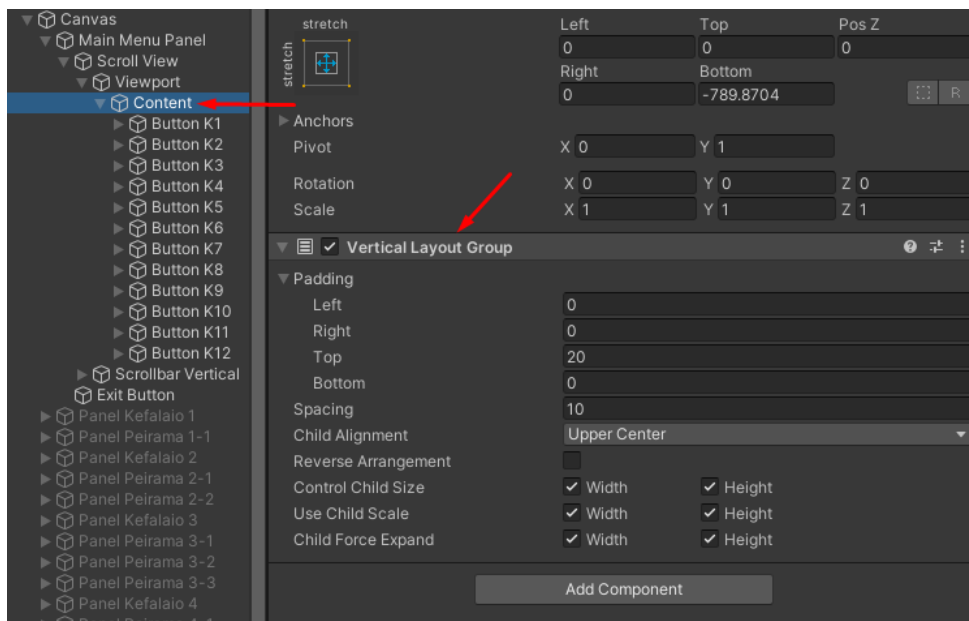 Canvas
Main Menu Panel
Scroll View
Viewport
Content
Button K1
Button K2
Button K3
Button K4
Button K5
Button K6
Button K7
Button K8
Button K9
Button K10
Button K11
Button K12
Scrollbar Vertical
Exit Button
Panel Kefalaio 1
Panel Peirama 1-1
Panel Kefalaio 2
Panel Peirama 2-1
Panel Peirama 2-2
Panel Kefalaio 3
Panel Peirama 3-1
Panel Peirama 3-2
Panel Peirama 3-3
Panel Kefalaio 4
stretch
stretch
Left Top Pos Z
0 0 0
Right Bottom
0 -789.8704
R
Anchors
Pivot X 0 Y 1
Rotation X 0 Y 0 Z 0
Scale X 1 Y 1 Z 1
Vertical Layout Group
Padding
Left 0
Right 0
Top 20
Bottom 0
Spacing 10
Child Alignment Upper Center
Reverse Arrangement
Control Child Size Width Height
Use Child Scale Width Height
Child Force Expand Width Height
Add Component